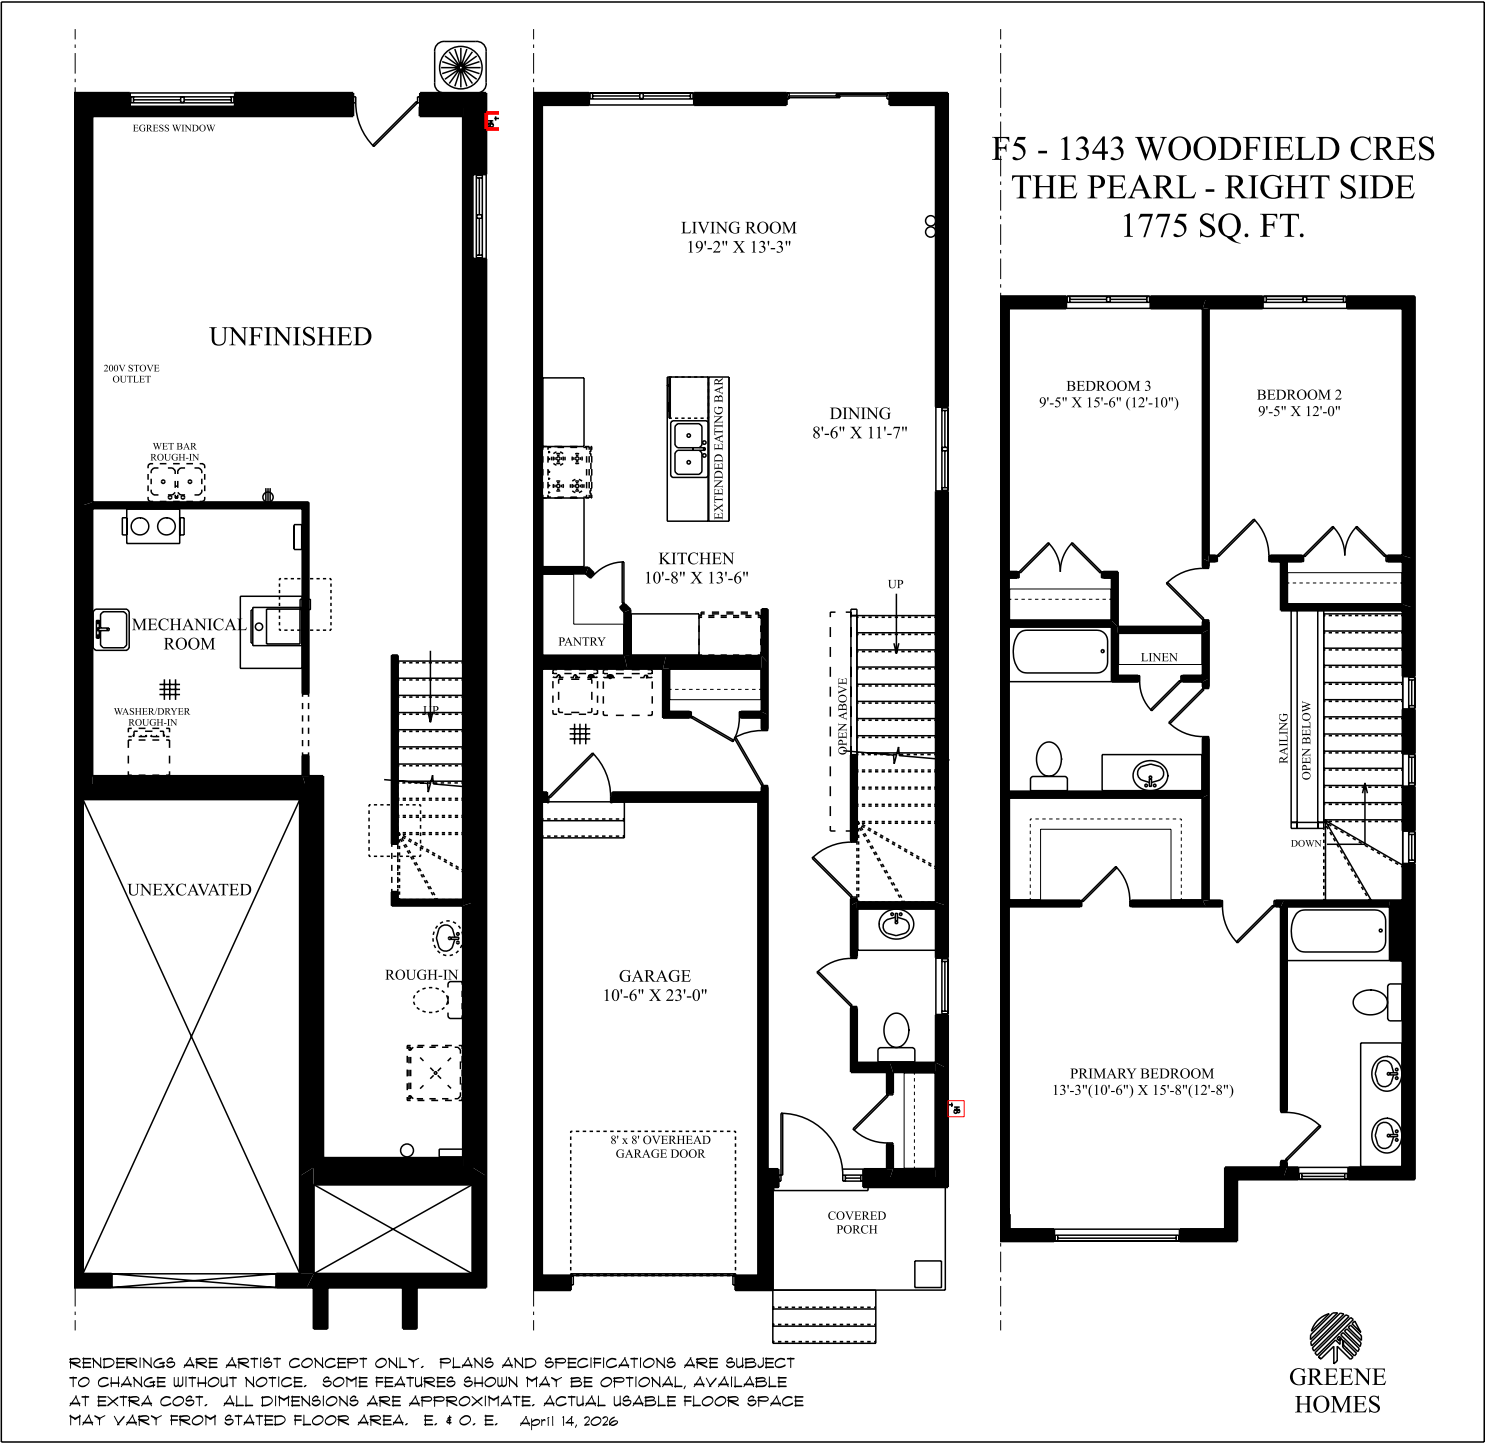 F5 - 1343 WOODFIELD CRES
THE PEARL - RIGHT SIDE
1775 SQ. FT.
EGRESS WINDOW
UNFINISHED
200V STOVE
OUTLET
WET BAR
ROUGH-IN
MECHANICAL
ROOM
WASHER/DRYER
ROUGH-IN
UP
UNEXCAVATED
ROUGH-IN
LIVING ROOM
19'-2" X 13'-3"
DINING
8'-6" X 11'-7"
EXTENDED EATING BAR
KITCHEN
10'-8" X 13'-6"
PANTRY
UP
OPEN ABOVE
GARAGE
10'-6" X 23'-0"
8' x 8' OVERHEAD
GARAGE DOOR
COVERED
PORCH
BEDROOM 3
9'-5" X 15'-6" (12'-10")
BEDROOM 2
9'-5" X 12'-0"
LINEN
RAILING
OPEN BELOW
DOWN
PRIMARY BEDROOM
13'-3"(10'-6") X 15'-8"(12'-8")
RENDERINGS ARE ARTIST CONCEPT ONLY. PLANS AND SPECIFICATIONS ARE SUBJECT
TO CHANGE WITHOUT NOTICE. SOME FEATURES SHOWN MAY BE OPTIONAL, AVAILABLE
AT EXTRA COST. ALL DIMENSIONS ARE APPROXIMATE. ACTUAL USABLE FLOOR SPACE
MAY VARY FROM STATED FLOOR AREA. E. & O. E. April 14, 2026
GREENE
HOMES